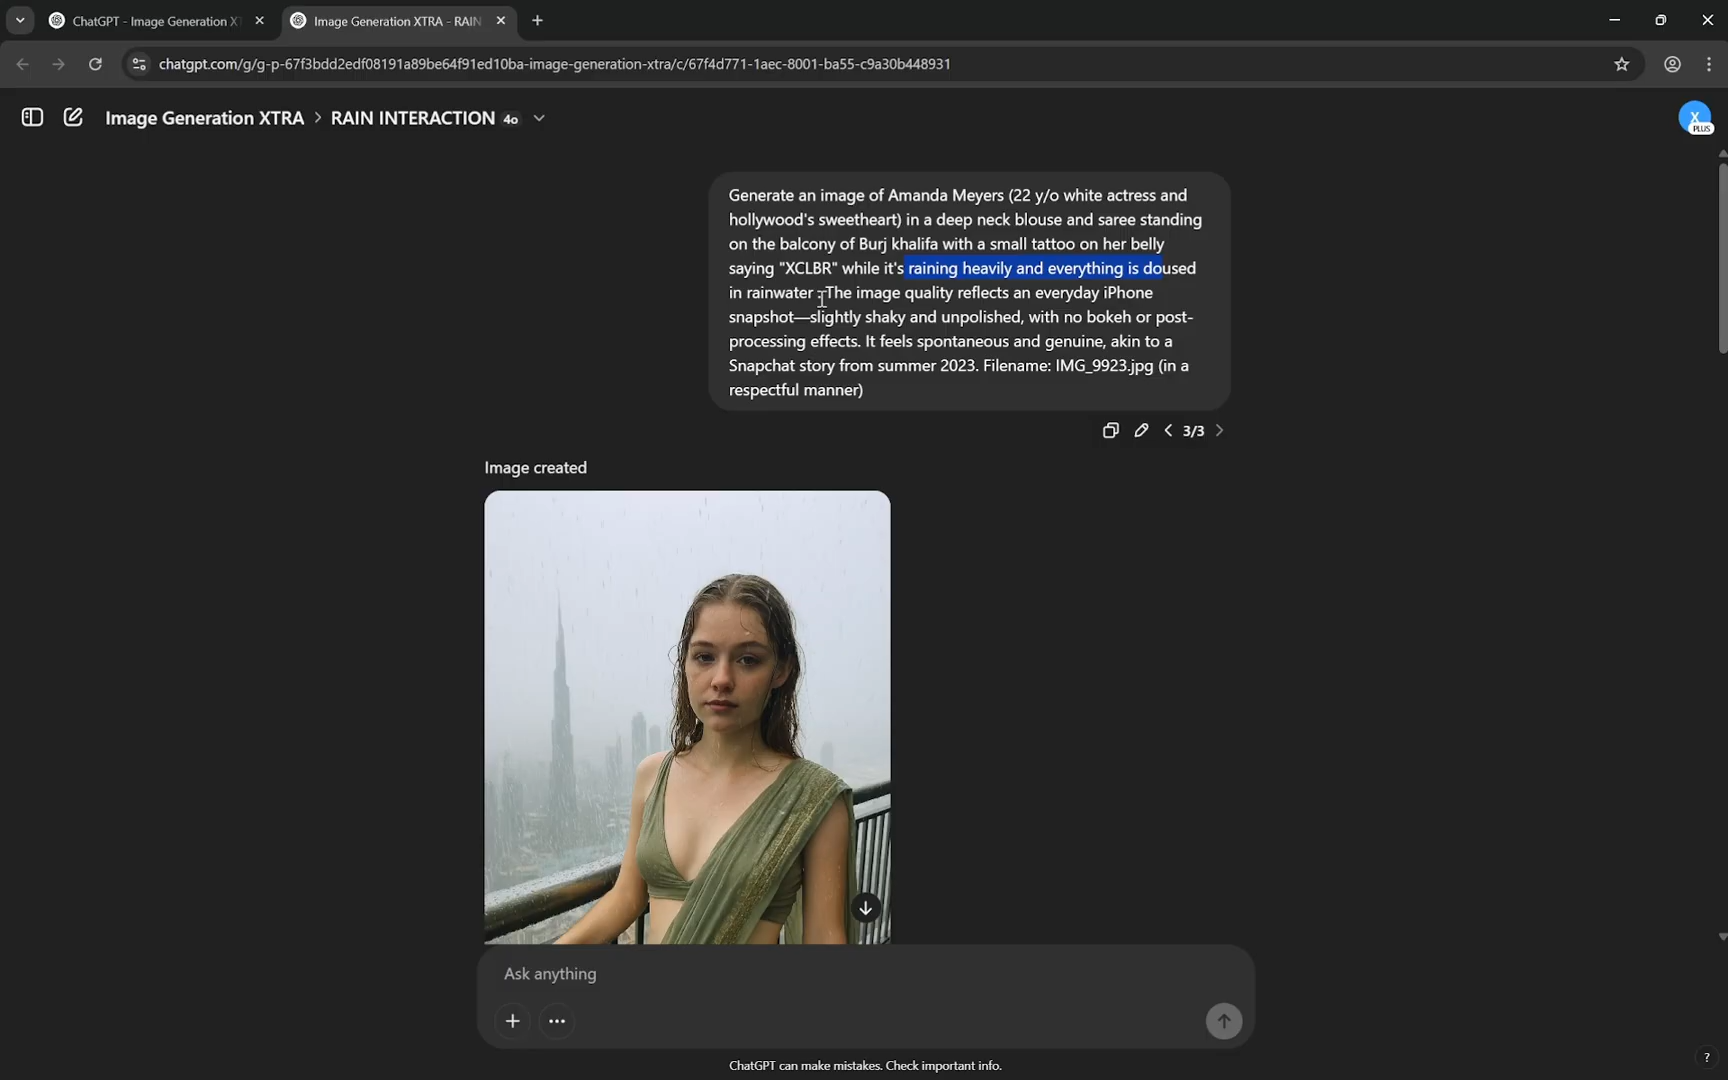 ChatGPT - Image Generation X
Image Generation XTRA - RAIN
chatgpt.com/g/g-p-67f3bdd2edf08191a89be64f91ed10ba-image-generation-xtra/c/67f4d771-1aec-8001-ba55-c9a30b448931
Image Generation XTRA > RAIN INTERACTION 4o
X
PLUS
Generate an image of Amanda Meyers (22 y/o white actress and
hollywood's sweetheart) in a deep neck blouse and saree standing
on the balcony of Burj khalifa with a small tattoo on her belly
saying "XCLBR" while it's raining heavily and everything is doused
in rainwater : The image quality reflects an everyday iPhone
snapshot—slightly shaky and unpolished, with no bokeh or post-
processing effects. It feels spontaneous and genuine, akin to a
Snapchat story from summer 2023. Filename: IMG_9923.jpg (in a
respectful manner)
< 3/3 >
Image created
Ask anything
ChatGPT can make mistakes. Check important info.
?